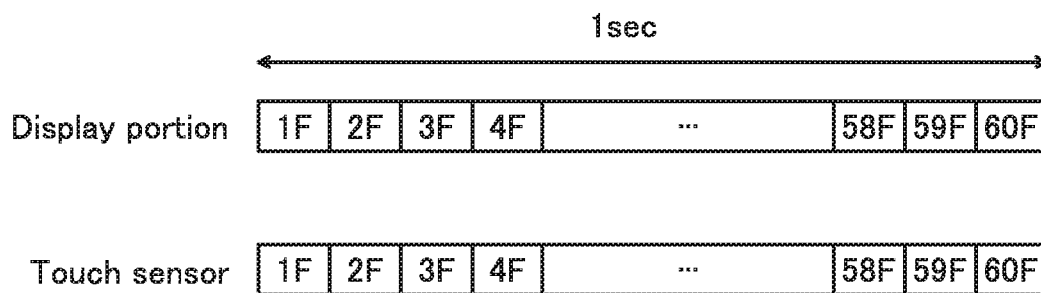 1sec
Display portion 1F 2F 3F 4F ... 58F 59F 60F
Touch sensor 1F 2F 3F 4F ... 58F 59F 60F